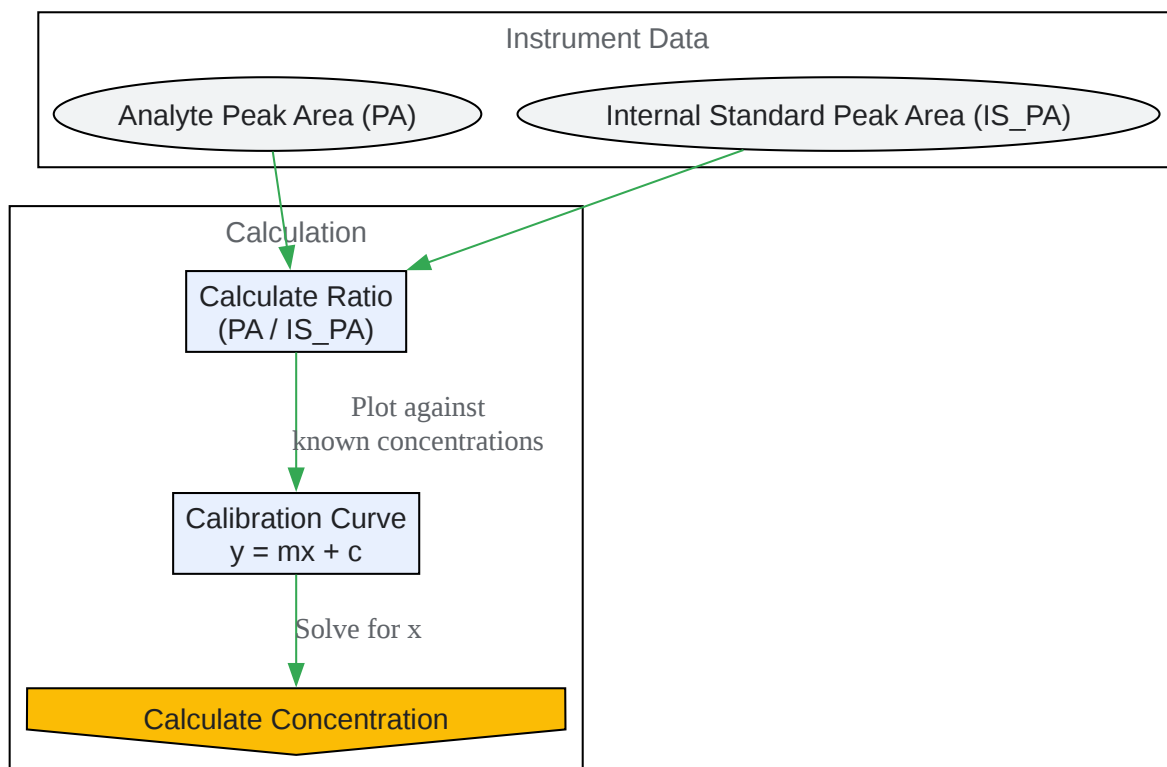 Instrument Data
Analyte Peak Area (PA)
Internal Standard Peak Area (IS_PA)
Calculation
Calculate Ratio
(PA / IS_PA)
Plot against
known concentrations
Calibration Curve
y = mx + c
Solve for x
Calculate Concentration